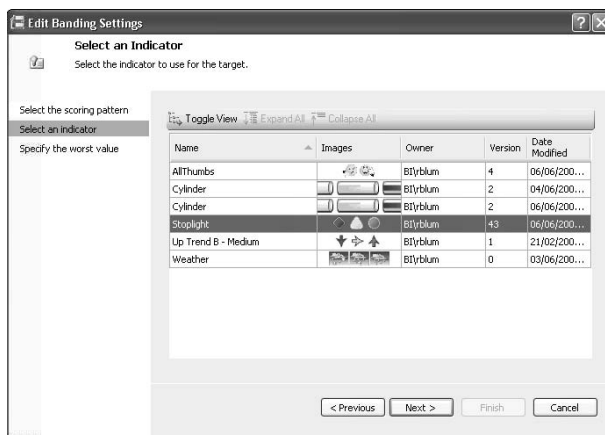 Edit Banding Settings
Select an Indicator
Select the indicator to use for the target.
Select the scoring pattern
Select an indicator
Specify the worst value
Toggle View Expand All Collapse All
Name Images Owner Version Date Modified
AllThumbs BI\rblum 4 06/06/200...
Cylinder BI\rblum 2 04/06/200...
Cylinder BI\rblum 2 06/06/200...
Stoplight BI\rblum 43 06/06/200...
Up Trend B - Medium BI\rblum 1 21/02/200...
Weather BI\rblum 0 03/06/200...
< Previous Next > Finish Cancel